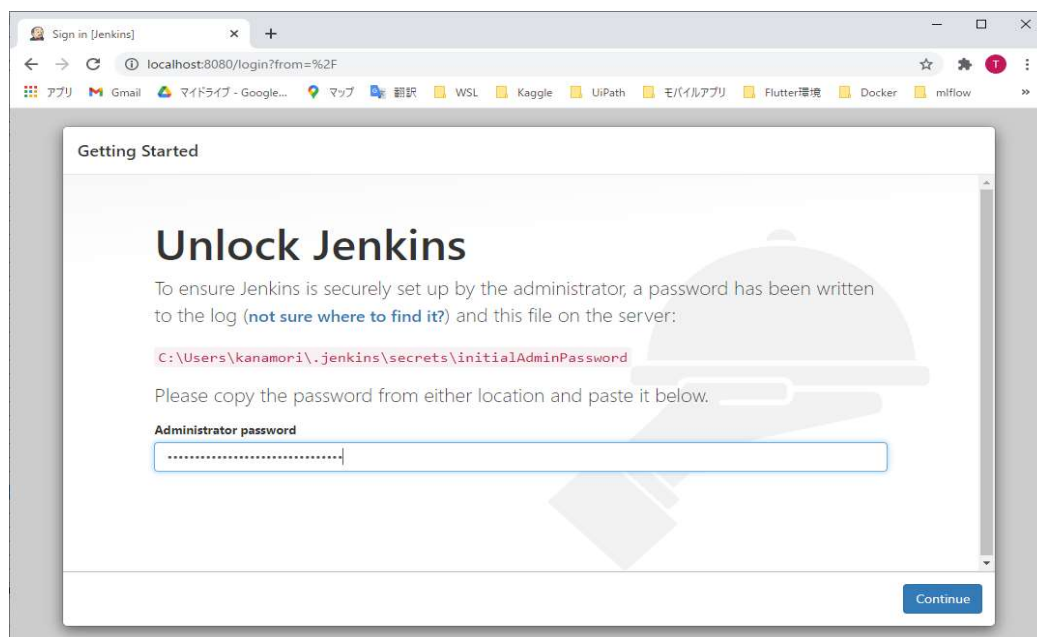 Sign in [Jenkins]
localhost:8080/login?from=%2F
T
アプリ Gmail マイドライブ - Google... マップ 翻訳 WSL Kaggle UiPath モバイルアプリ Flutter環境 Docker mlflow »
Getting Started
Unlock Jenkins
To ensure Jenkins is securely set up by the administrator, a password has been written
to the log (not sure where to find it?) and this file on the server:
C:\Users\kanamori\.jenkins\secrets\initialAdminPassword
Please copy the password from either location and paste it below.
Administrator password
Continue